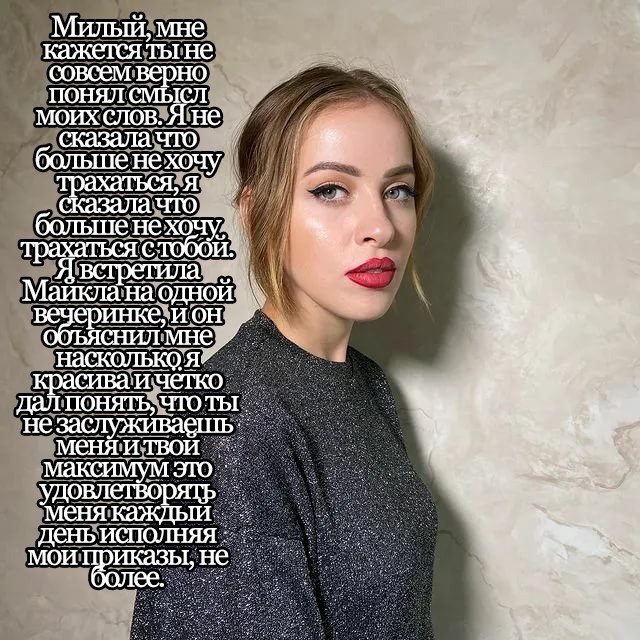 Милый, мне
кажется ты не
совсем верно
понял смысл
моих слов. Я не
сказала что
больше не хочу
трахаться, я
сказала что
больше не хочу
трахаться с тобой.
Я встретила
Майкла на одной
вечеринке, и он
объяснил мне
насколько я
красива и чётко
дал понять, что ты
не заслуживаешь
меня и твой
максимум это
удовлетворять
меня каждый
день исполняя
мои приказы, не
более.